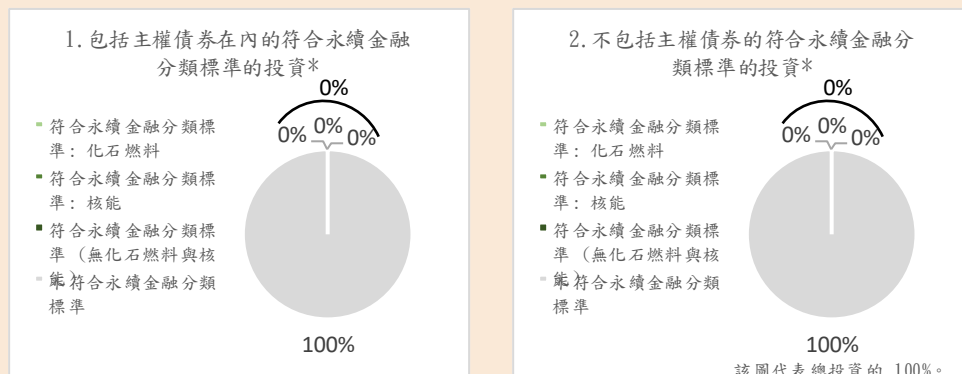 1.包括主權債券在內的符合永續金融
分類標準的投資*
0%
0% 0% 0%
符合永續金融分類標
準: 化石燃料
符合永續金融分類標
準: 核能
符合永續金融分類標
準 (無化石燃料與核
能)
未符合永續金融分類
標準
100%
2.不包括主權債券的符合永續金融分
類標準的投資*
0%
0% 0% 0%
符合永續金融分類標
準: 化石燃料
符合永續金融分類標
準: 核能
符合永續金融分類標
準 (無化石燃料與核
能)
未符合永續金融分類
標準
100%
該圖代表總投資的 100%。